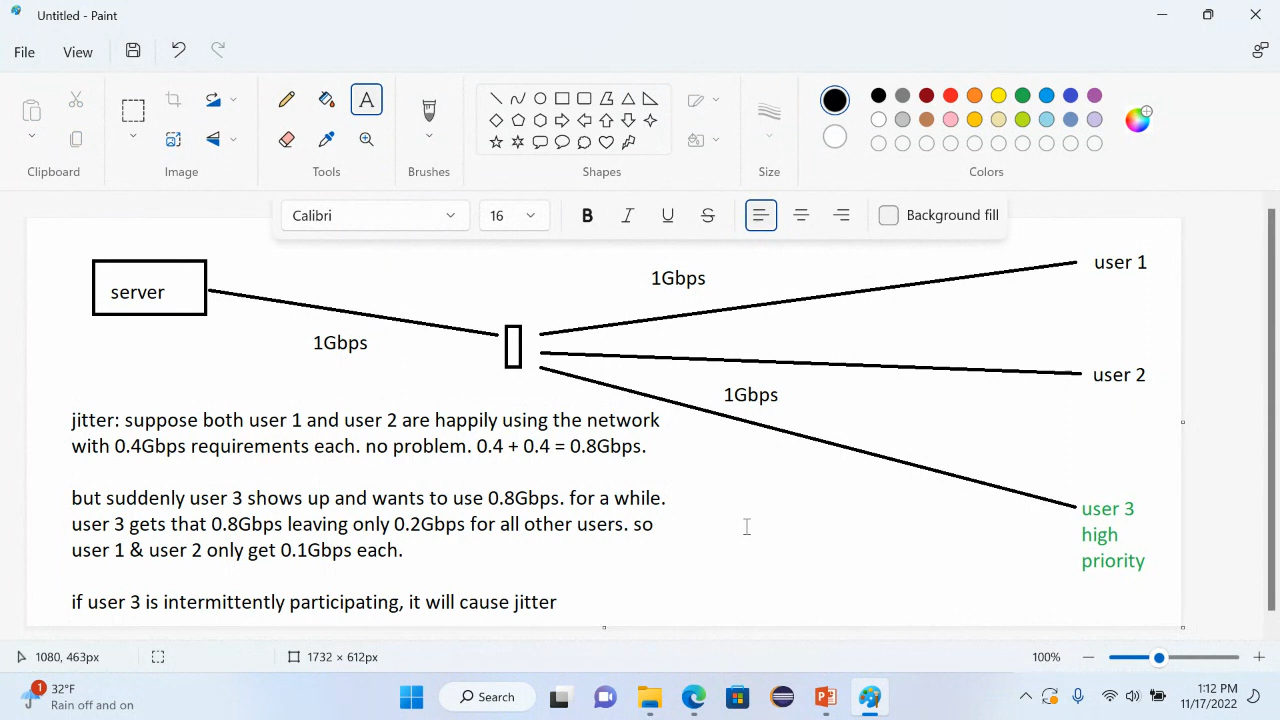 Untitled - Paint
File
View
Clipboard
Image
Tools
Brushes
Shapes
Size
Colors
Calibri
16
B
I
U
S
Background fill
server
1Gbps
1Gbps
1Gbps
user 1
user 2
user 3
high
priority
jitter: suppose both user 1 and user 2 are happily using the network
with 0.4Gbps requirements each. no problem. 0.4 + 0.4 = 0.8Gbps.
but suddenly user 3 shows up and wants to use 0.8Gbps. for a while.
user 3 gets that 0.8Gbps leaving only 0.2Gbps for all other users. so
user 1 & user 2 only get 0.1Gbps each.
if user 3 is intermittently participating, it will cause jitter
1080, 463px
1732 × 612px
100%
1
32°F
Rain off and on
Search
1:12 PM
11/17/2022